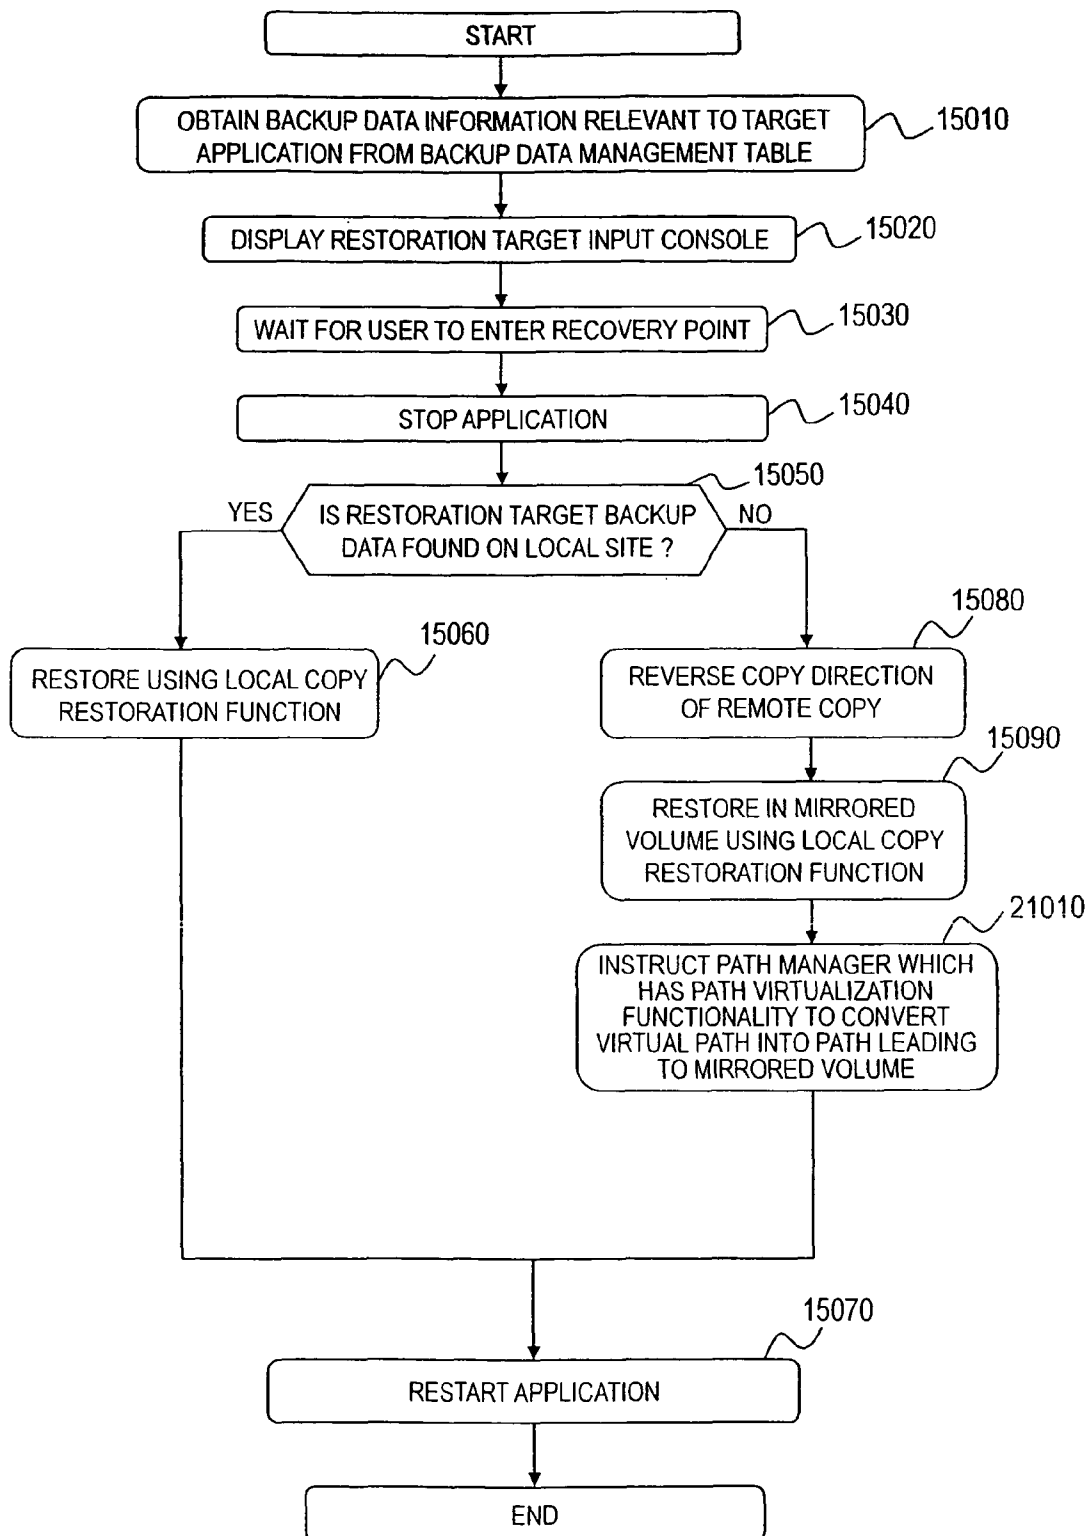 START
OBTAIN BACKUP DATA INFORMATION RELEVANT TO TARGET
APPLICATION FROM BACKUP DATA MANAGEMENT TABLE
15010
DISPLAY RESTORATION TARGET INPUT CONSOLE
15020
WAIT FOR USER TO ENTER RECOVERY POINT
15030
STOP APPLICATION
15040
15050
YES
IS RESTORATION TARGET BACKUP
DATA FOUND ON LOCAL SITE ?
NO
15060
RESTORE USING LOCAL COPY
RESTORATION FUNCTION
15080
REVERSE COPY DIRECTION
OF REMOTE COPY
15090
RESTORE IN MIRRORED
VOLUME USING LOCAL COPY
RESTORATION FUNCTION
21010
INSTRUCT PATH MANAGER WHICH
HAS PATH VIRTUALIZATION
FUNCTIONALITY TO CONVERT
VIRTUAL PATH INTO PATH LEADING
TO MIRRORED VOLUME
15070
RESTART APPLICATION
END